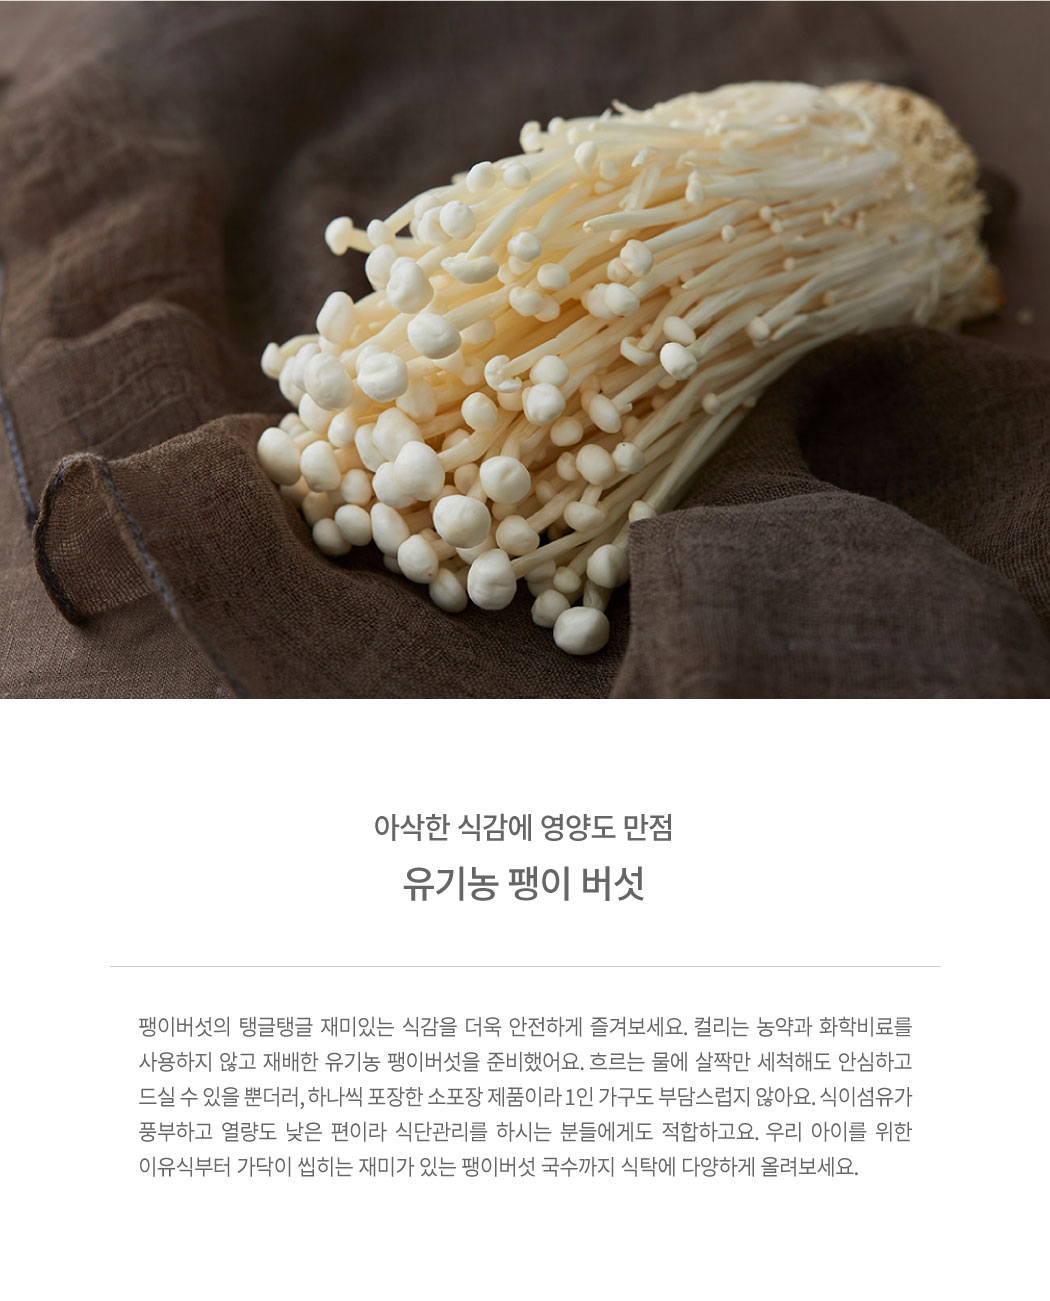 아삭한 식감에 영양도 만점
유기농 팽이 버섯
팽이버섯의 탱글탱글 재미있는 식감을 더욱 안전하게 즐겨보세요. 컬리는 농약과 화학비료를
사용하지 않고 재배한 유기농 팽이버섯을 준비했어요. 흐르는 물에 살짝만 세척해도 안심하고
드실 수 있을 뿐더러, 하나씩 포장한 소포장 제품이라 1인 가구도 부담스럽지 않아요. 식이섬유가
풍부하고 열량도 낮은 편이라 식단관리를 하시는 분들에게도 적합하고요. 우리 아이를 위한
이유식부터 가닥이 씹히는 재미가 있는 팽이버섯 국수까지 식탁에 다양하게 올려보세요.